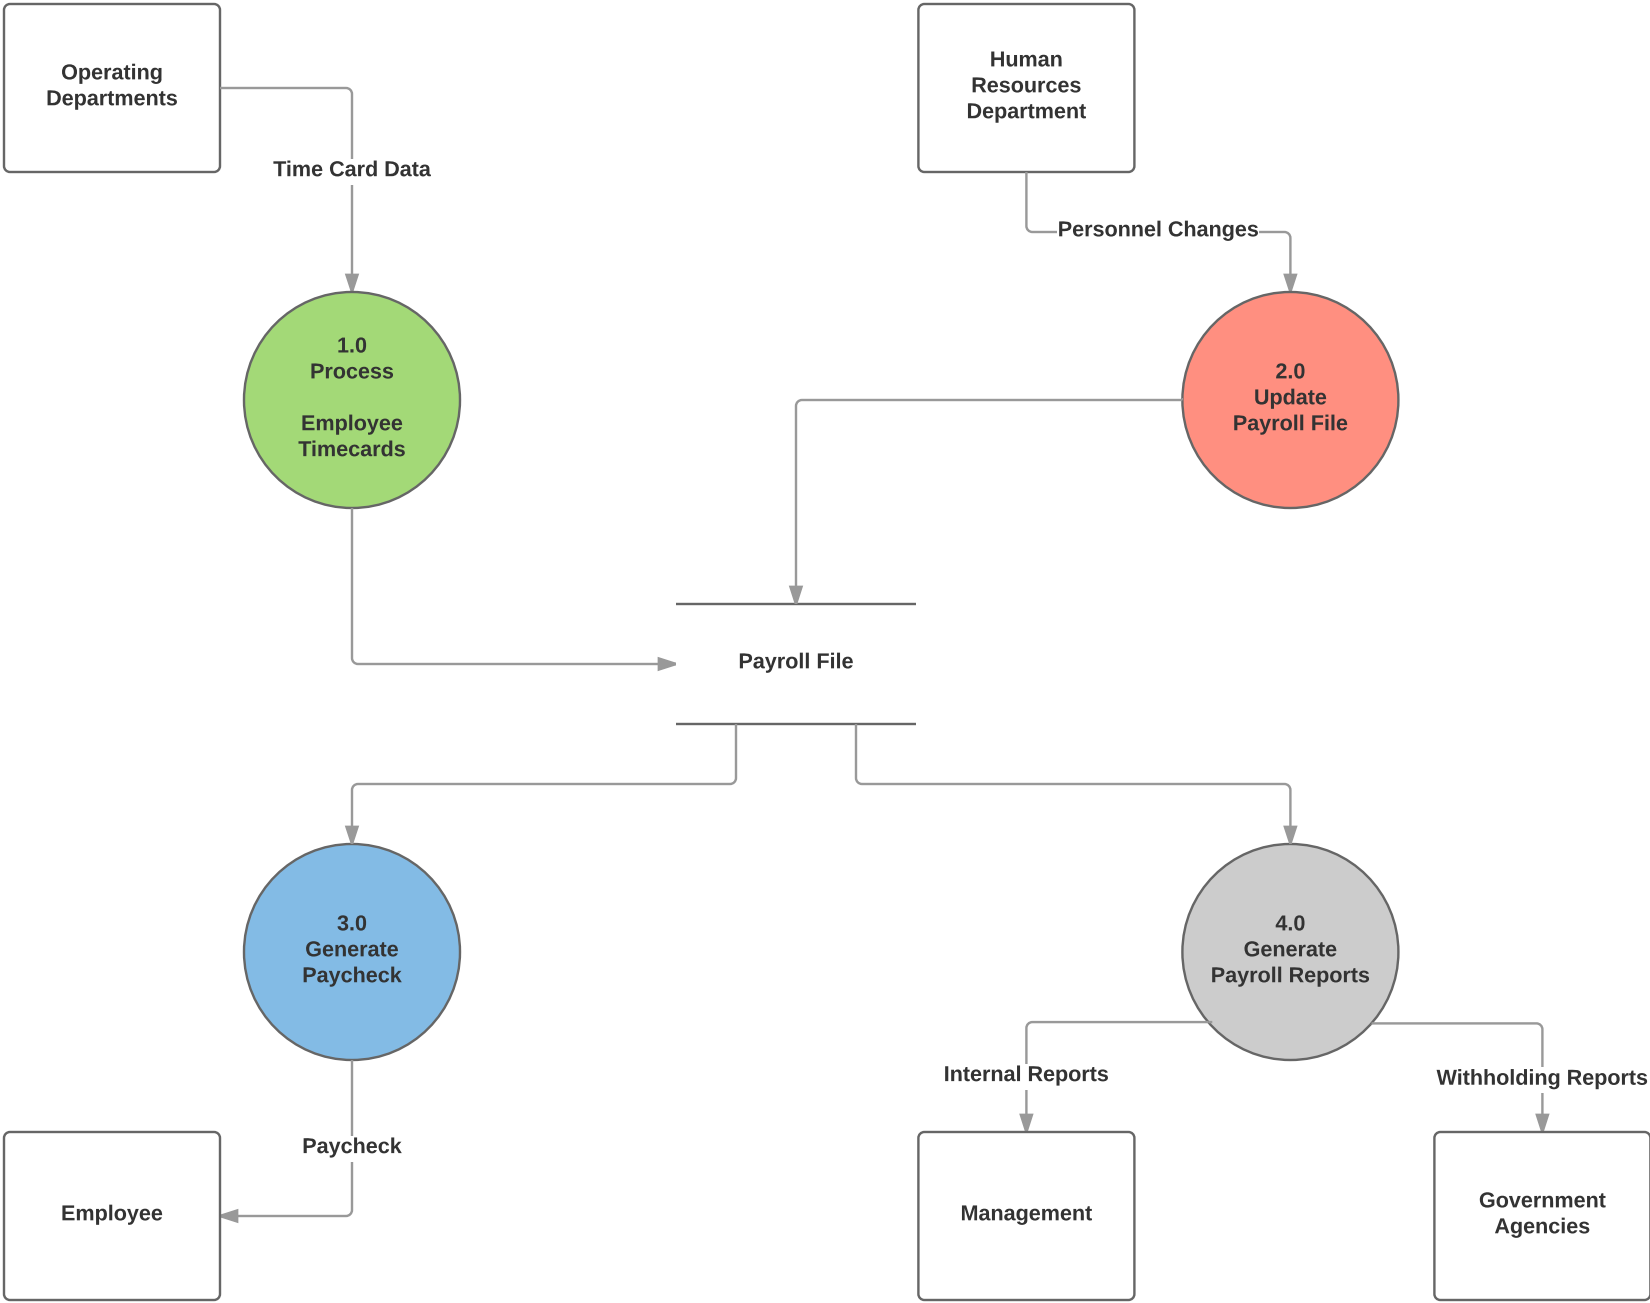 Operating
Departments
Human
Resources
Department
Time Card Data
Personnel Changes
1.0
Process
Employee
Timecards
2.0
Update
Payroll File
Payroll File
3.0
Generate
Paycheck
4.0
Generate
Payroll Reports
Internal Reports
Withholding Reports
Paycheck
Employee
Management
Government
Agencies